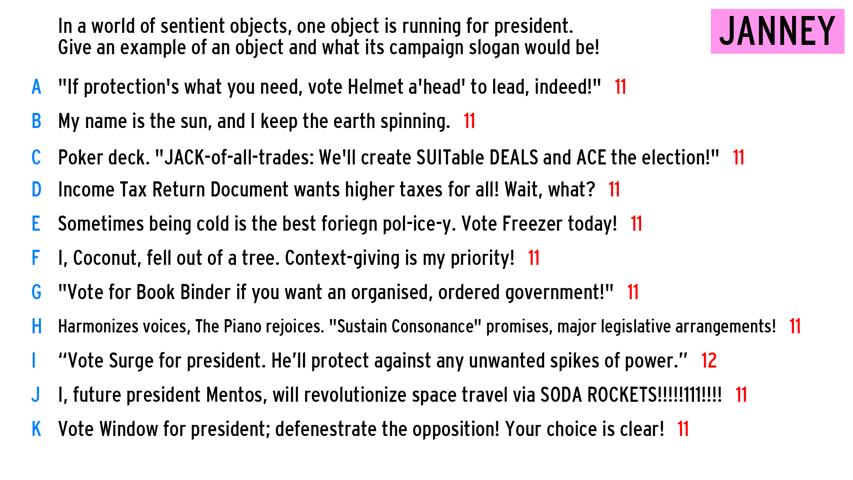 In a world of sentient objects, one object is running for president.
Give an example of an object and what its campaign slogan would be!
JANNEY
A "If protection's what you need, vote Helmet a'head' to lead, indeed!" 11
B My name is the sun, and I keep the earth spinning. 11
C Poker deck. "JACK-of-all-trades: We'll create SUITable DEALS and ACE the election!" 11
D Income Tax Return Document wants higher taxes for all! Wait, what? 11
E Sometimes being cold is the best foriegn pol-ice-y. Vote Freezer today! 11
F I, Coconut, fell out of a tree. Context-giving is my priority! 11
G "Vote for Book Binder if you want an organised, ordered government!" 11
H Harmonizes voices, The Piano rejoices. "Sustain Consonance" promises, major legislative arrangements! 11
I “Vote Surge for president. He’ll protect against any unwanted spikes of power.” 12
J I, future president Mentos, will revolutionize space travel via SODA ROCKETS!!!!!111!!!! 11
K Vote Window for president; defenestrate the opposition! Your choice is clear! 11